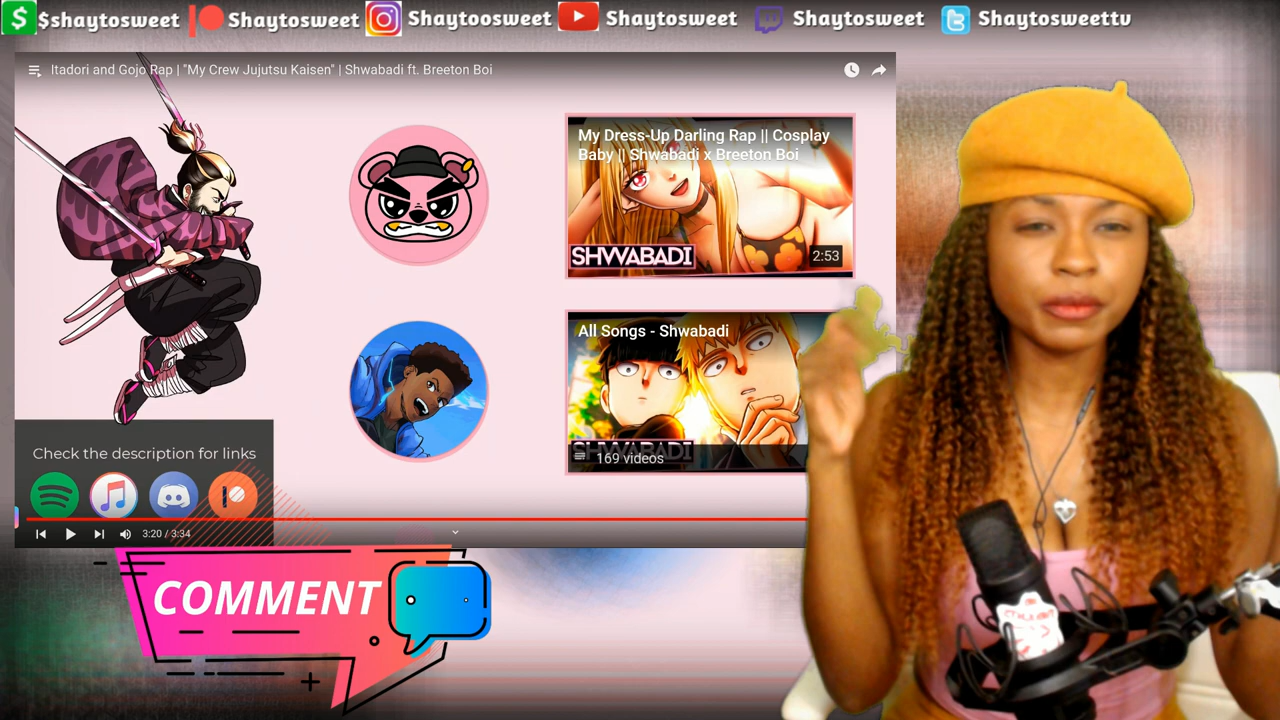 $shaytosweet Shaytosweet Shaytoosweet Shaytosweet Shaytosweet Shaytosweettv
Itadori and Gojo Rap | "My Crew Jujutsu Kaisen" | Shwabadi ft. Breeton Boi
My Dress-Up Darling Rap || Cosplay
Baby || Shwabadi x Breeton Boi
SHWABADI
2:53
All Songs - Shwabadi
SHWABADI
169 videos
Check the description for links
3:20 / 3:34
COMMENT